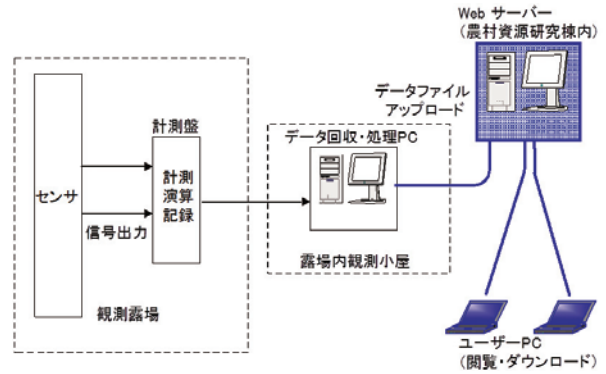 Web サーバー
(農村資源研究棟内)
データファイル
アップロード
計測盤
データ回収・処理PC
センサ
計測
演算
記録
信号出力
露場内観測小屋
観測露場
ユーザーPC
(閲覧・ダウンロード)